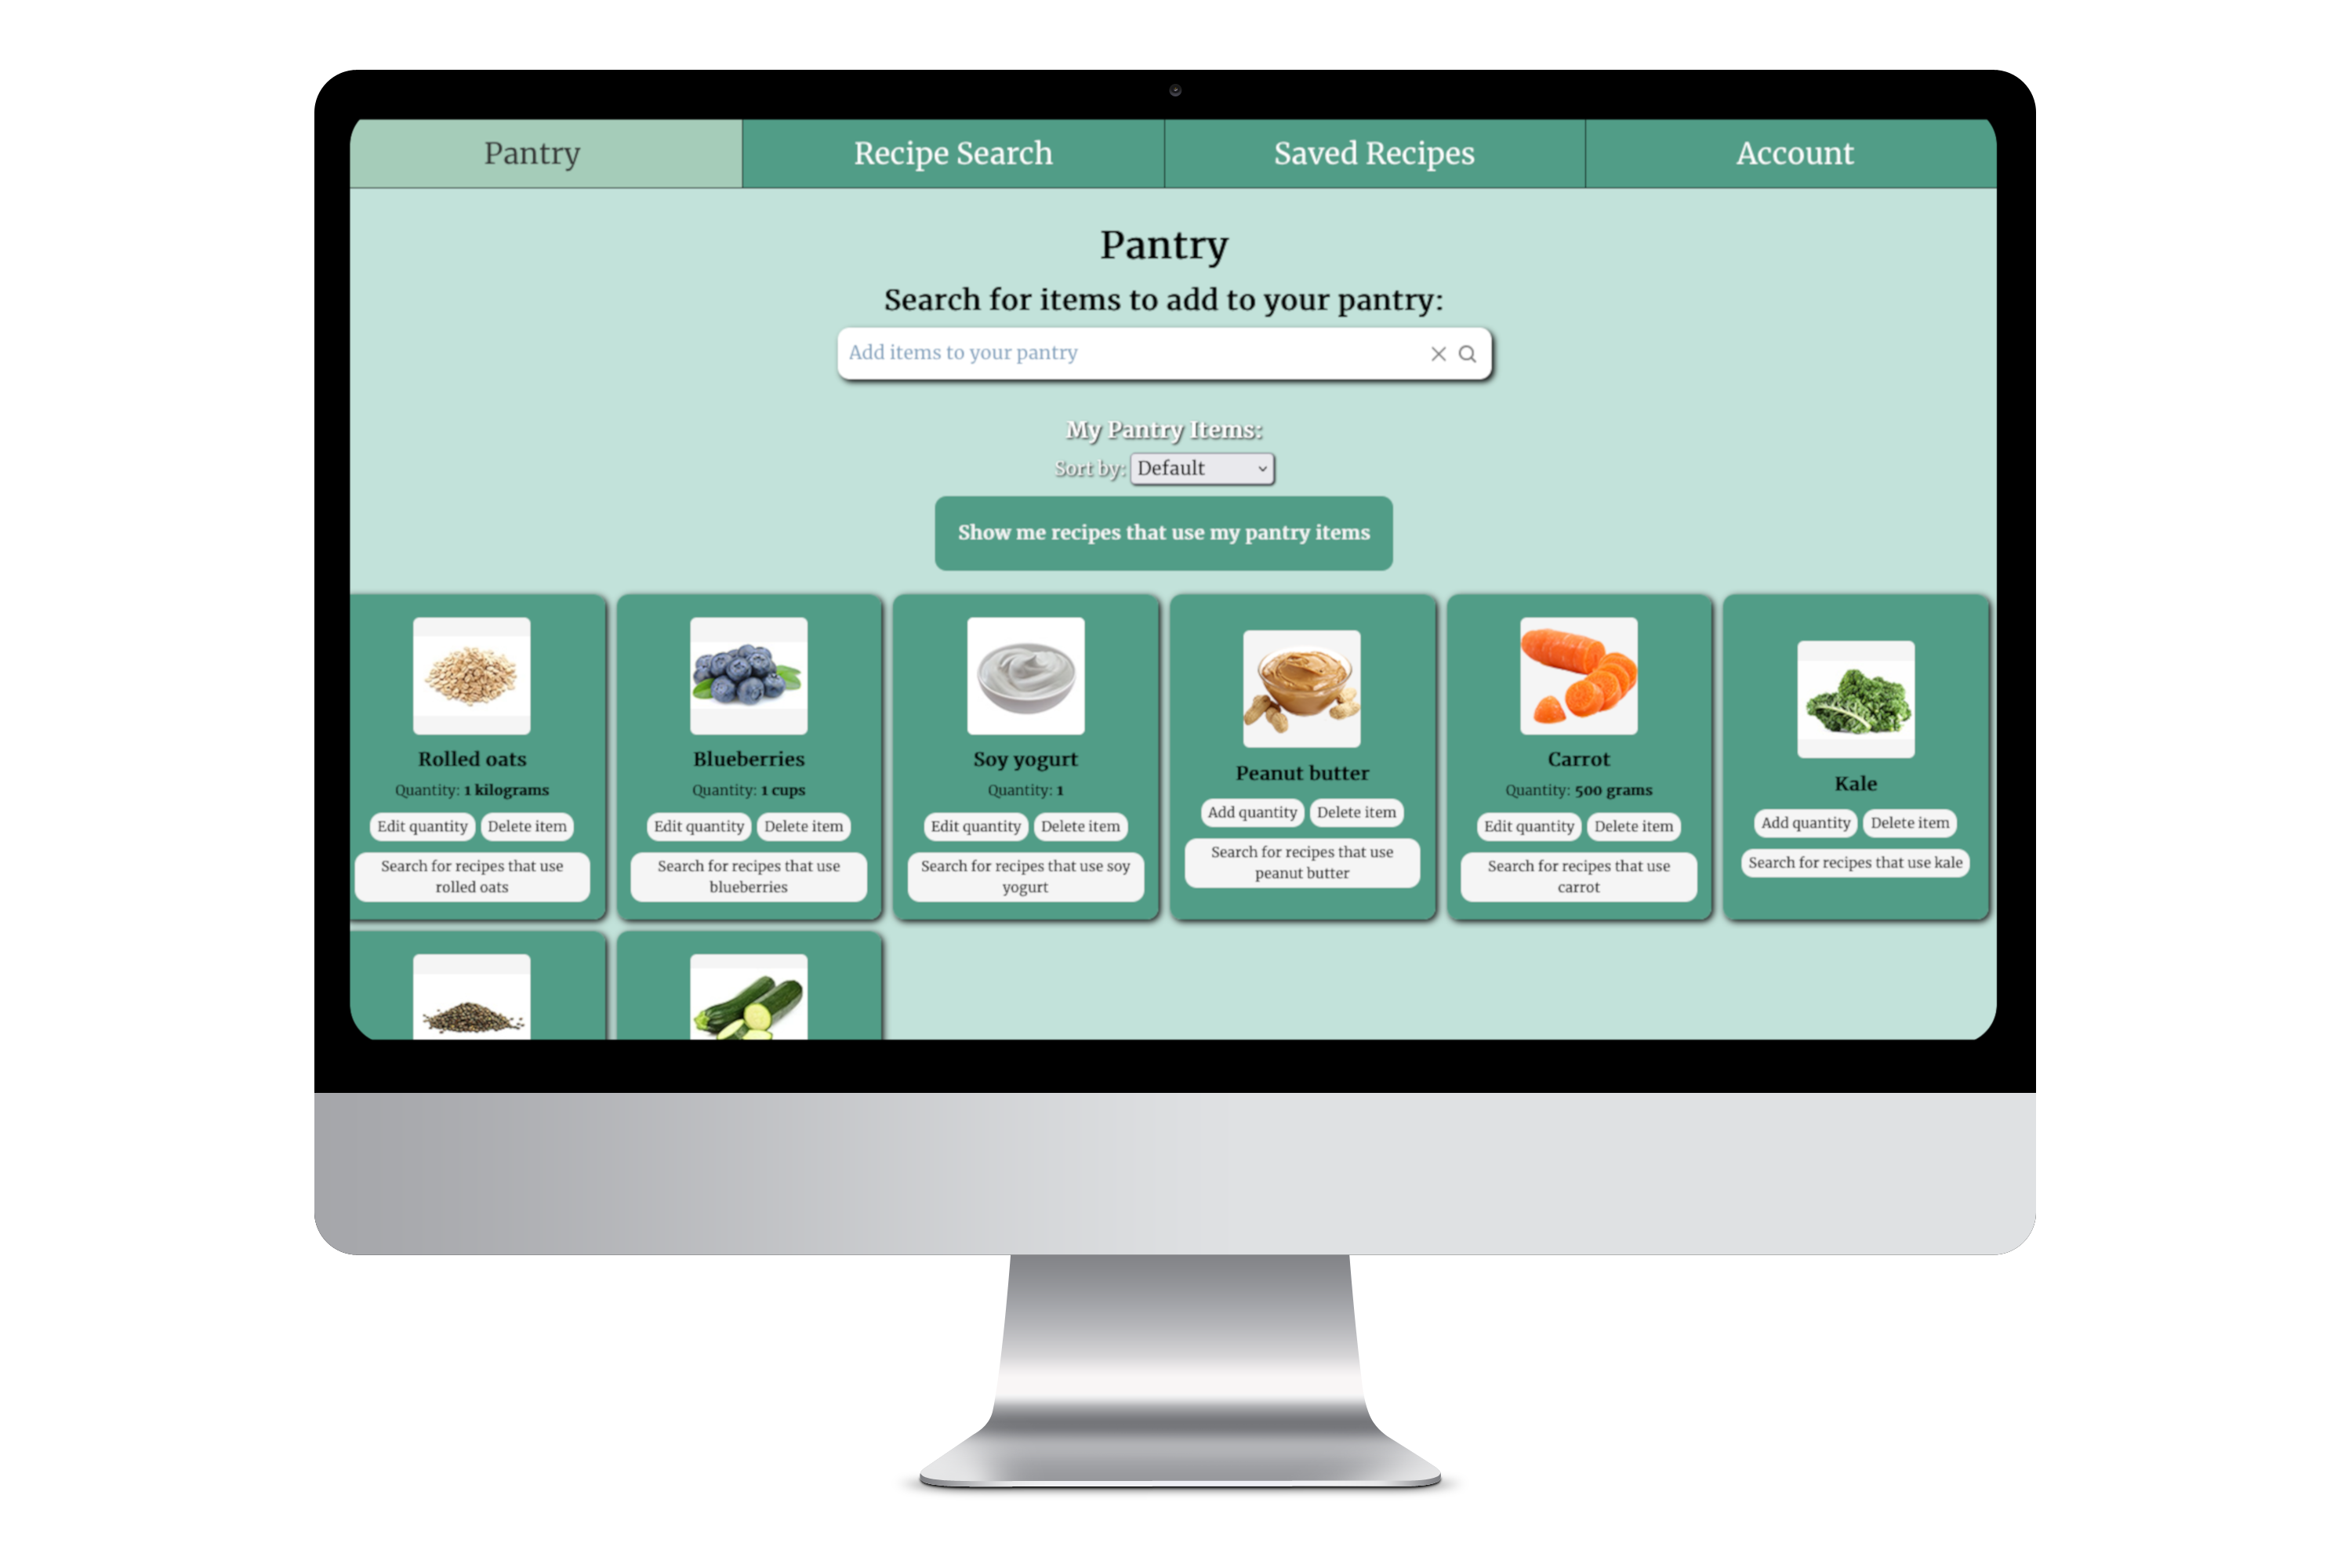 Pantry
Recipe Search
Saved Recipes
Account
Pantry
Search for items to add to your pantry:
Add items to your pantry
My Pantry Items:
Sort by: Default
Show me recipes that use my pantry items
Rolled oats
Quantity: 1 kilograms
Edit quantity
Delete item
Search for recipes that use
rolled oats
Blueberries
Quantity: 1 cups
Edit quantity
Delete item
Search for recipes that use
blueberries
Soy yogurt
Quantity: 1
Edit quantity
Delete item
Search for recipes that use soy
yogurt
Peanut butter
Add quantity
Delete item
Search for recipes that use
peanut butter
Carrot
Quantity: 500 grams
Edit quantity
Delete item
Search for recipes that use
carrot
Kale
Add quantity
Delete item
Search for recipes that use kale